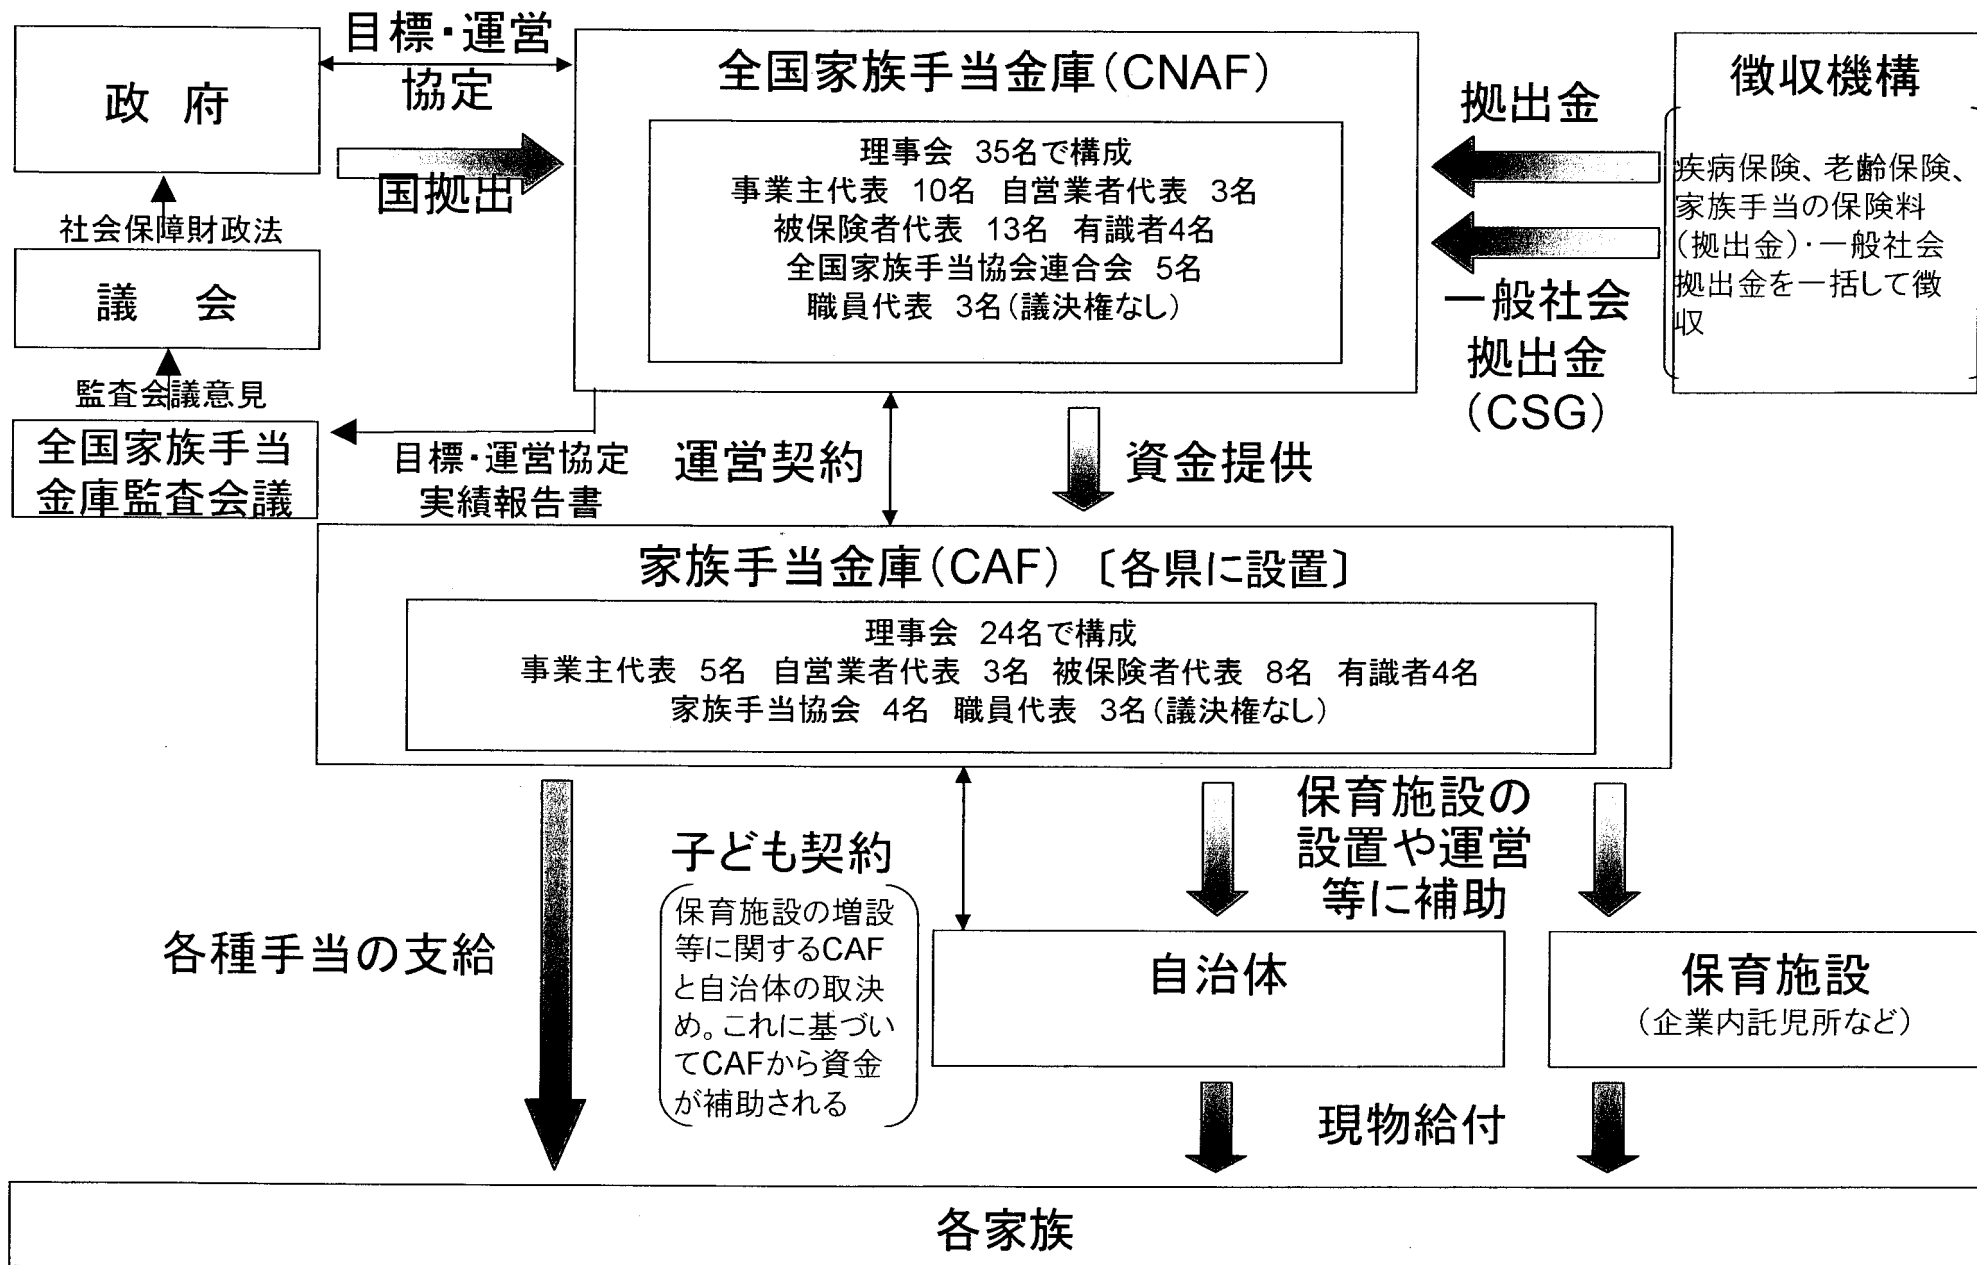 目標・運営
協定
政 府
国拠出
社会保障財政法
議 会
監査会議意見
全国家族手当
金庫監査会議
全国家族手当金庫(CNAF)
理事会 35名で構成
事業主代表 10名 自営業者代表 3名
被保険者代表 13名 有識者4名
全国家族手当協会連合会 5名
職員代表 3名(議決権なし)
拠出金
一般社会
拠出金
(CSG)
徴収機構
疾病保険、老齢保険、
家族手当の保険料
(拠出金)・一般社会
拠出金を一括して徴
収
目標・運営協定
実績報告書
運営契約
資金提供
家族手当金庫(CAF)〔各県に設置〕
理事会 24名で構成
事業主代表 5名 自営業者代表 3名 被保険者代表 8名 有識者4名
家族手当協会 4名 職員代表 3名(議決権なし)
各種手当の支給
子ども契約
保育施設の増設
等に関するCAF
と自治体の取決
め。これに基づい
てCAFから資金
が補助される
保育施設の
設置や運営
等に補助
自治体
保育施設
(企業内託児所など)
現物給付
各家族